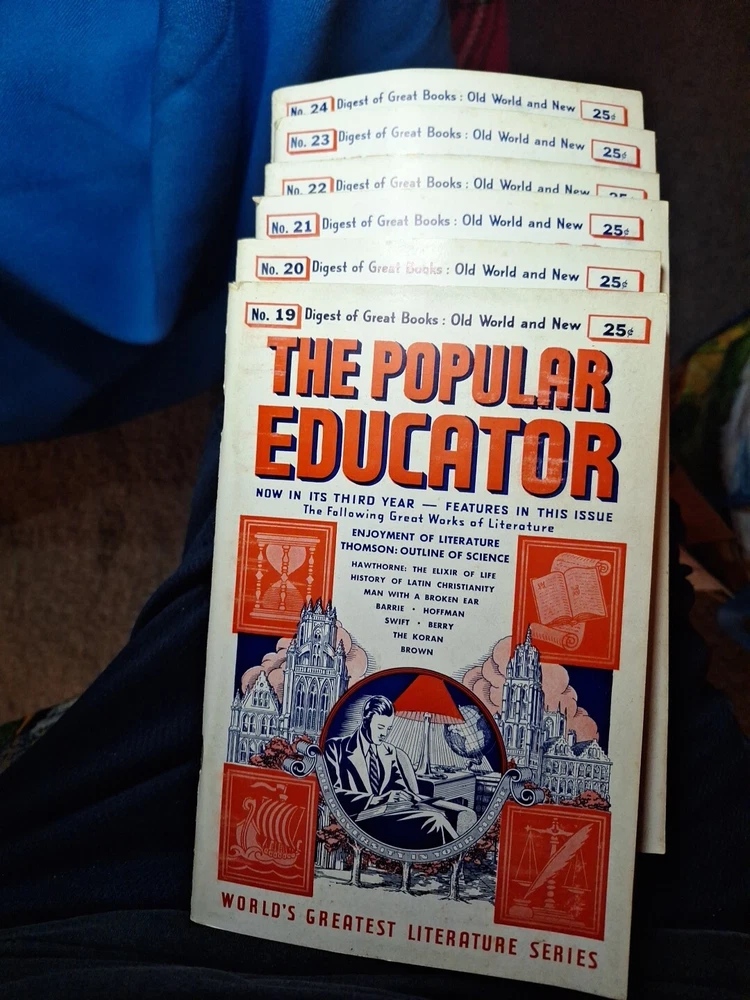 No. 24 Digest of Great Books : Old World and New 25¢
No. 23 Digest of Great Books : Old World and New 25¢
No. 22 Digest of Great Books : Old World and New 25¢
No. 21 Digest of Great Books : Old World and New 25¢
No. 20 Digest of Great Books : Old World and New 25¢
No. 19 Digest of Great Books : Old World and New 25¢
THE POPULAR
EDUCATOR
NOW IN ITS THIRD YEAR — FEATURES IN THIS ISSUE
The Following Great Works of Literature
ENJOYMENT OF LITERATURE
THOMSON: OUTLINE OF SCIENCE
HAWTHORNE: THE ELIXIR OF LIFE
HISTORY OF LATIN CHRISTIANITY
MAN WITH A BROKEN EAR
BARRIE • HOFFMAN
SWIFT • BERRY
THE KORAN
BROWN
WORLD'S GREATEST LITERATURE SERIES